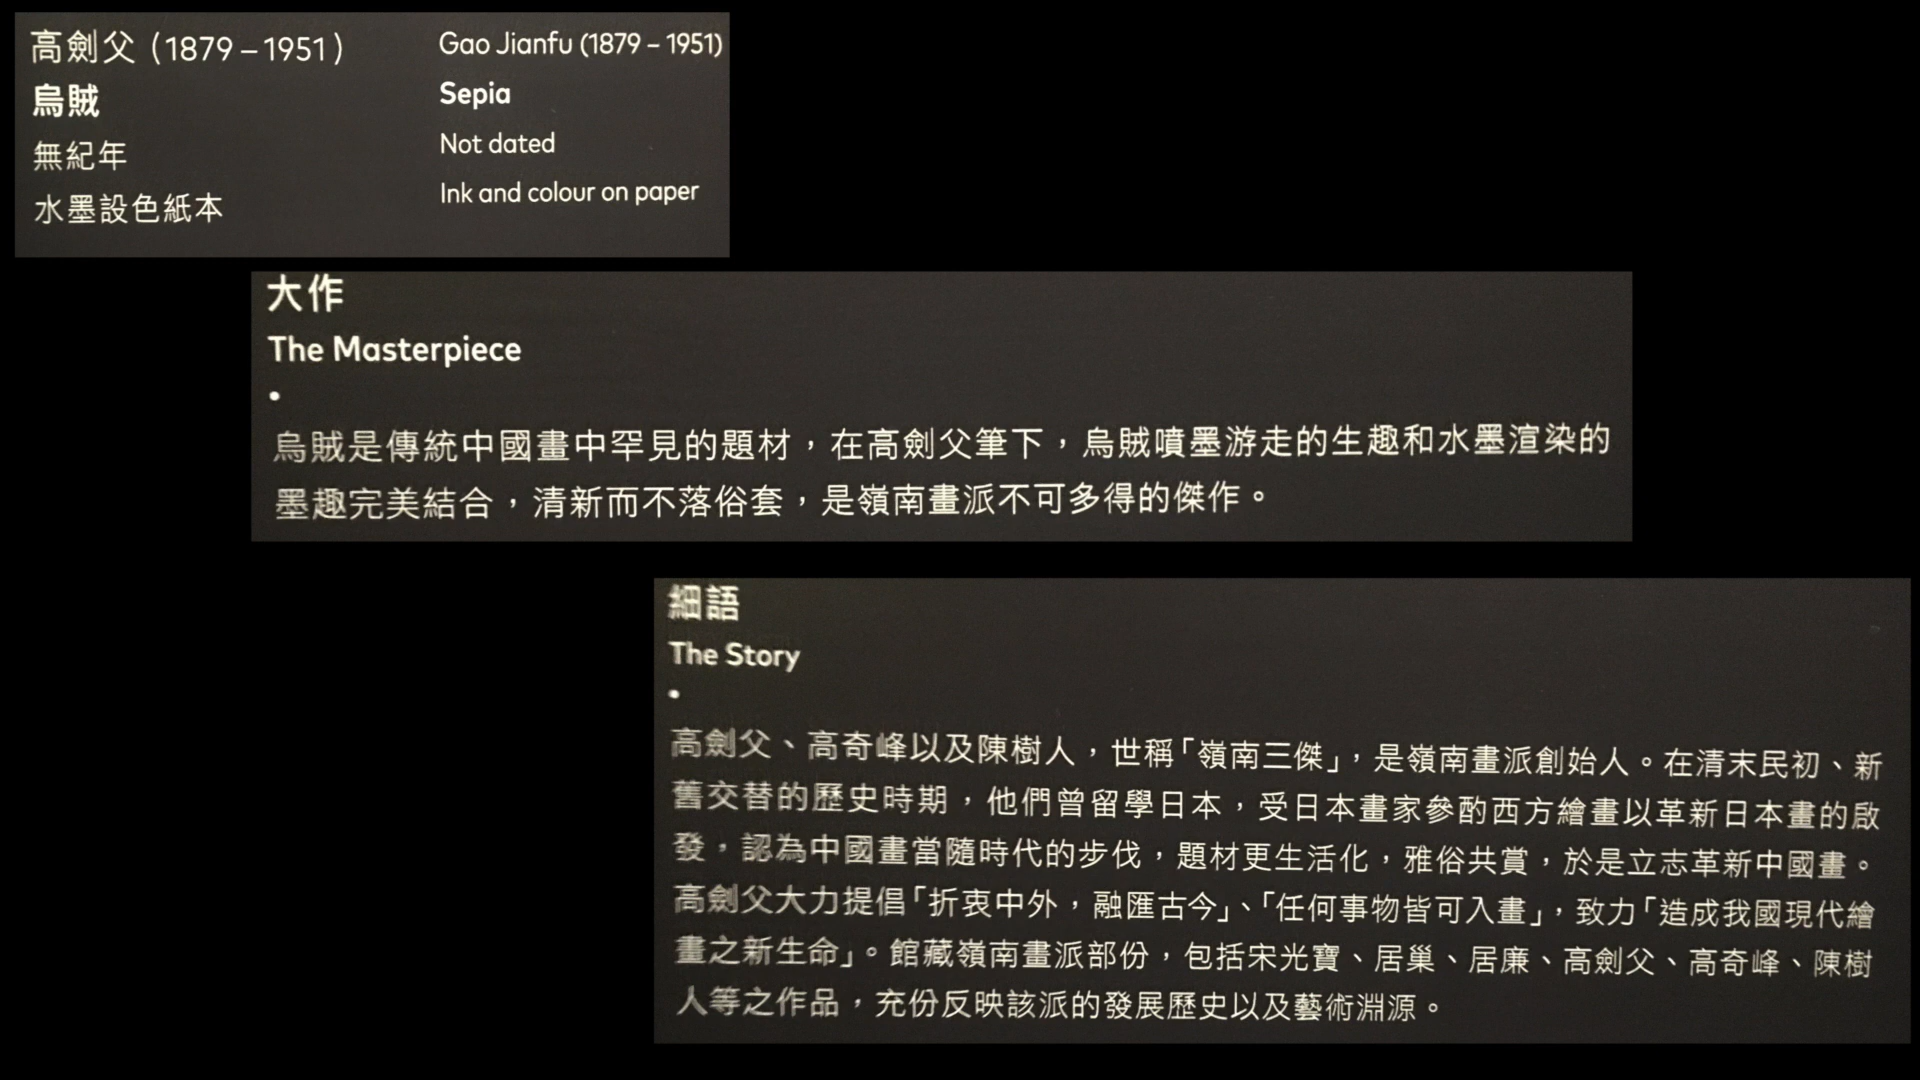 高劍父（1879 – 1951）
烏賊
無紀年
水墨設色紙本
Gao Jianfu (1879 – 1951)
Sepia
Not dated
Ink and colour on paper
大作
The Masterpiece
•
烏賊是傳統中國畫中罕見的題材，在高劍父筆下，烏賊噴墨游走的生趣和水墨渲染的
墨趣完美結合，清新而不落俗套，是嶺南畫派不可多得的傑作。
細語
The Story
•
高劍父、高奇峰以及陳樹人，世稱「嶺南三傑」，是嶺南畫派創始人。在清末民初、新
舊交替的歷史時期，他們曾留學日本，受日本畫家參酌西方繪畫以革新日本畫的啟
發，認為中國畫當隨時代的步伐，題材更生活化，雅俗共賞，於是立志革新中國畫。
高劍父大力提倡「折衷中外，融匯古今」、「任何事物皆可入畫」，致力「造成我國現代繪
畫之新生命」。館藏嶺南畫派部份，包括宋光寶、居巢、居廉、高劍父、高奇峰、陳樹
人等之作品，充份反映該派的發展歷史以及藝術淵源。